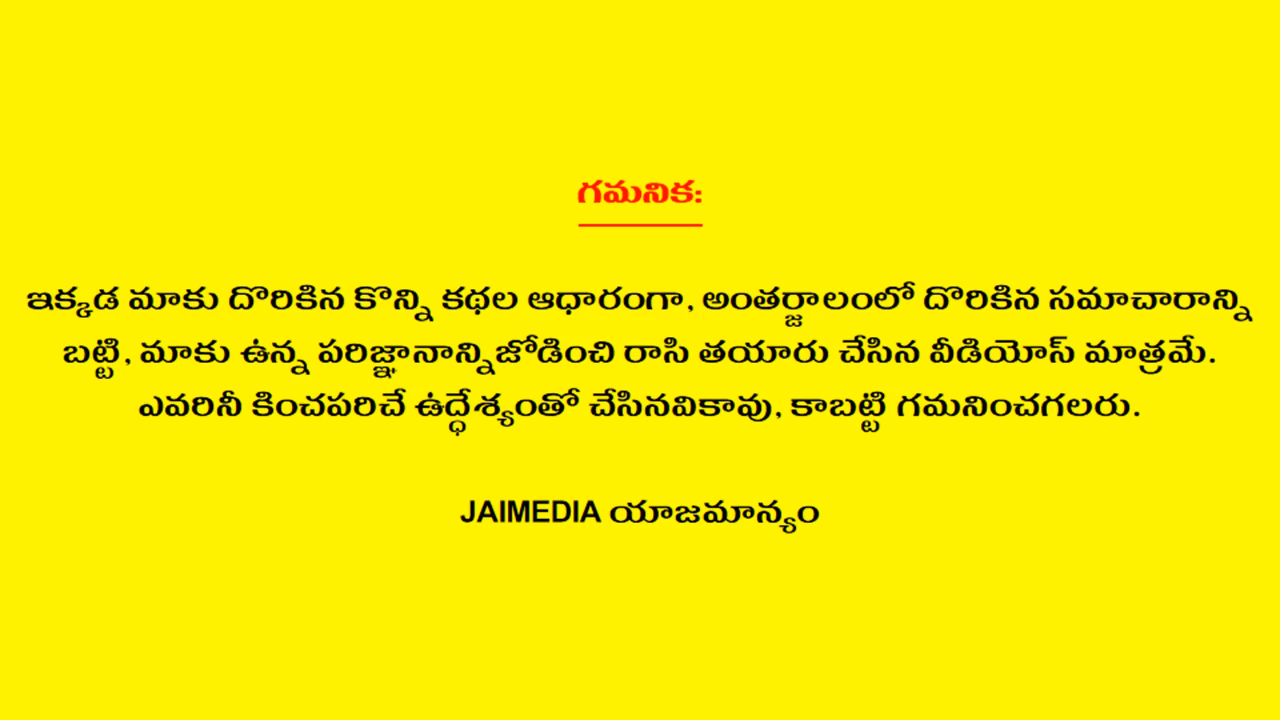 గమనిక:
ఇక్కడ మాకు దొరికిన కొన్ని కథల ఆధారంగా, అంతర్జాలంలో దొరికిన సమాచారాన్ని
బట్టి, మాకు ఉన్న పరిజ్ఞానాన్నిజోడించి రాసి తయారు చేసిన వీడియోస్ మాత్రమే.
ఎవరినీ కించపరిచే ఉద్ధేశ్యంతో చేసినవికావు, కాబట్టి గమనించగలరు.
JAIMEDIA యాజమాన్యం